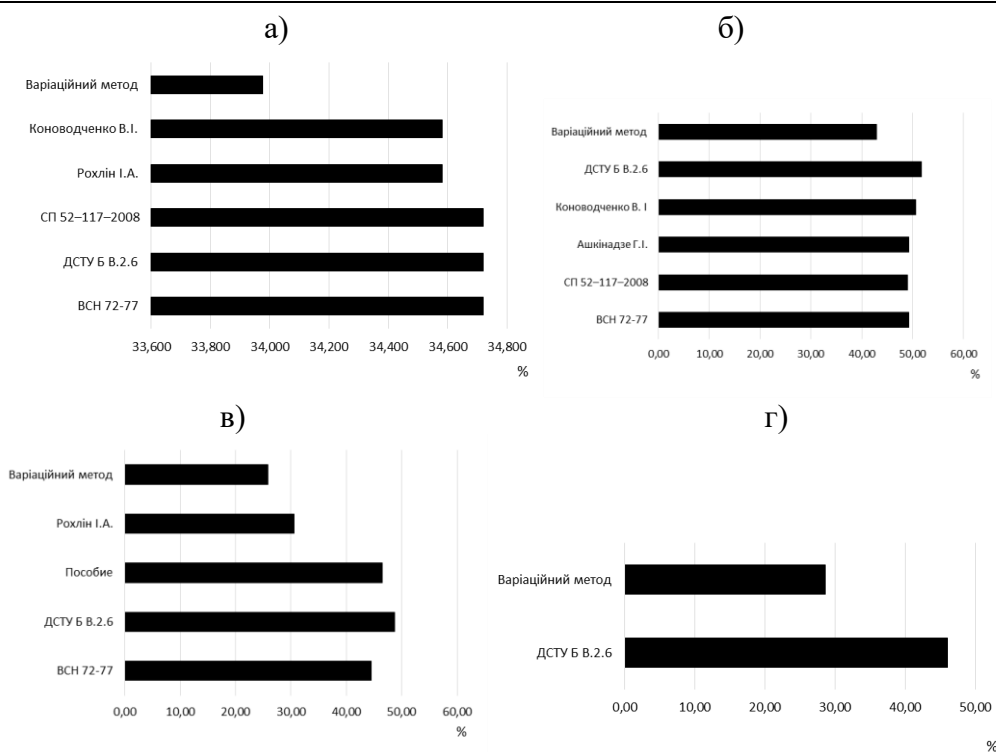 а)
Варіаційний метод
Коноводченко В.І.
Рохлін І.А.
СП 52–117–2008
ДСТУ Б В.2.6
ВСН 72-77
33,600 33,800 34,000 34,200 34,400 34,600 34,800
%
б)
Варіаційний метод
ДСТУ Б В.2.6
Коноводченко В. І
Ашкінадзе Г.І.
СП 52–117–2008
ВСН 72-77
0,00 10,00 20,00 30,00 40,00 50,00 60,00
%
в)
Варіаційний метод
Рохлін І.А.
Пособие
ДСТУ Б В.2.6
ВСН 72-77
0,00 10,00 20,00 30,00 40,00 50,00 60,00
%
г)
Варіаційний метод
ДСТУ Б В.2.6
0,00 10,00 20,00 30,00 40,00 50,00
%